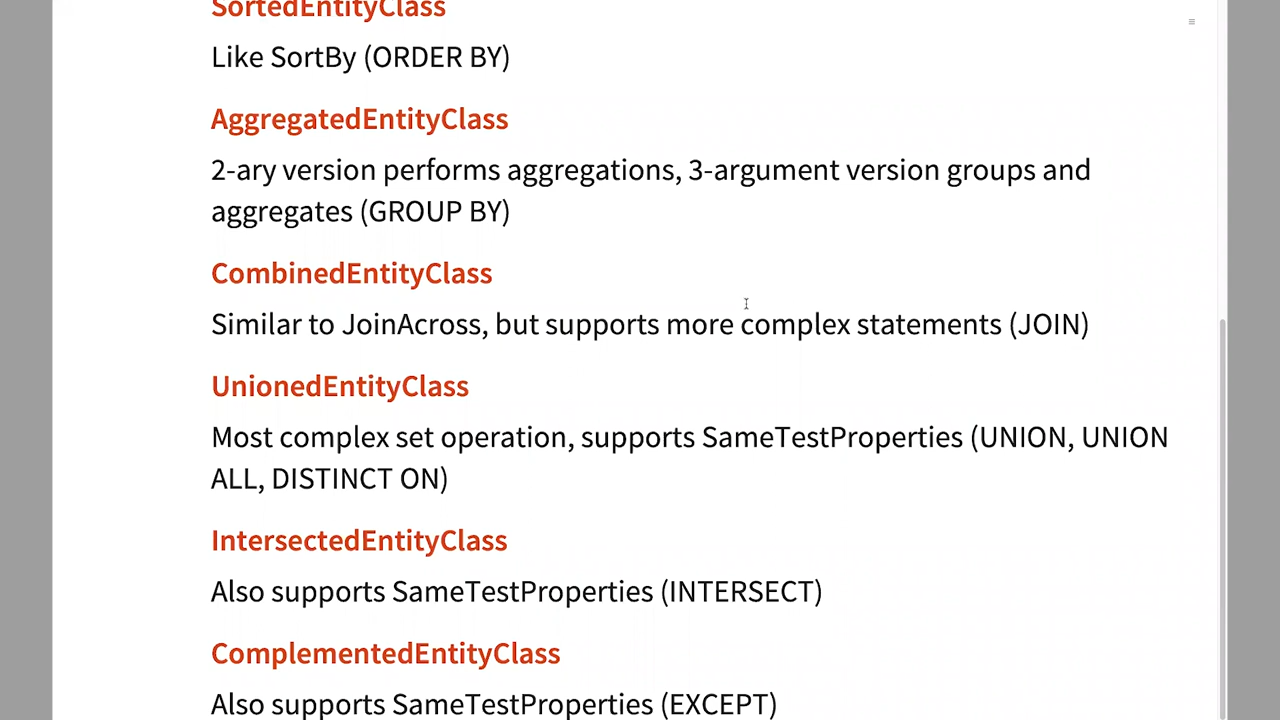 SortedEntityClass
Like SortBy (ORDER BY)
AggregatedEntityClass
2-ary version performs aggregations, 3-argument version groups and
aggregates (GROUP BY)
CombinedEntityClass
Similar to JoinAcross, but supports more complex statements (JOIN)
UnionedEntityClass
Most complex set operation, supports SameTestProperties (UNION, UNION
ALL, DISTINCT ON)
IntersectedEntityClass
Also supports SameTestProperties (INTERSECT)
ComplementedEntityClass
Also supports SameTestProperties (EXCEPT)